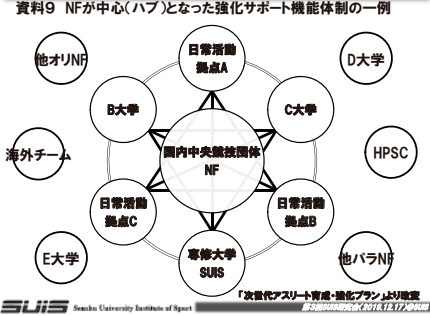 資料９ NFが中心（ハブ）となった強化サポート機能体制の一例
日常活動
拠点A
他オリNF
D大学
B大学
C大学
国内中央競技団体
NF
海外チーム
HPSC
日常活動
拠点C
日常活動
拠点B
専修大学
SUIS
E大学
他パラNF
「次世代アスリート育成・強化プラン」より改変
SUIS Senshu University Institute of Sport